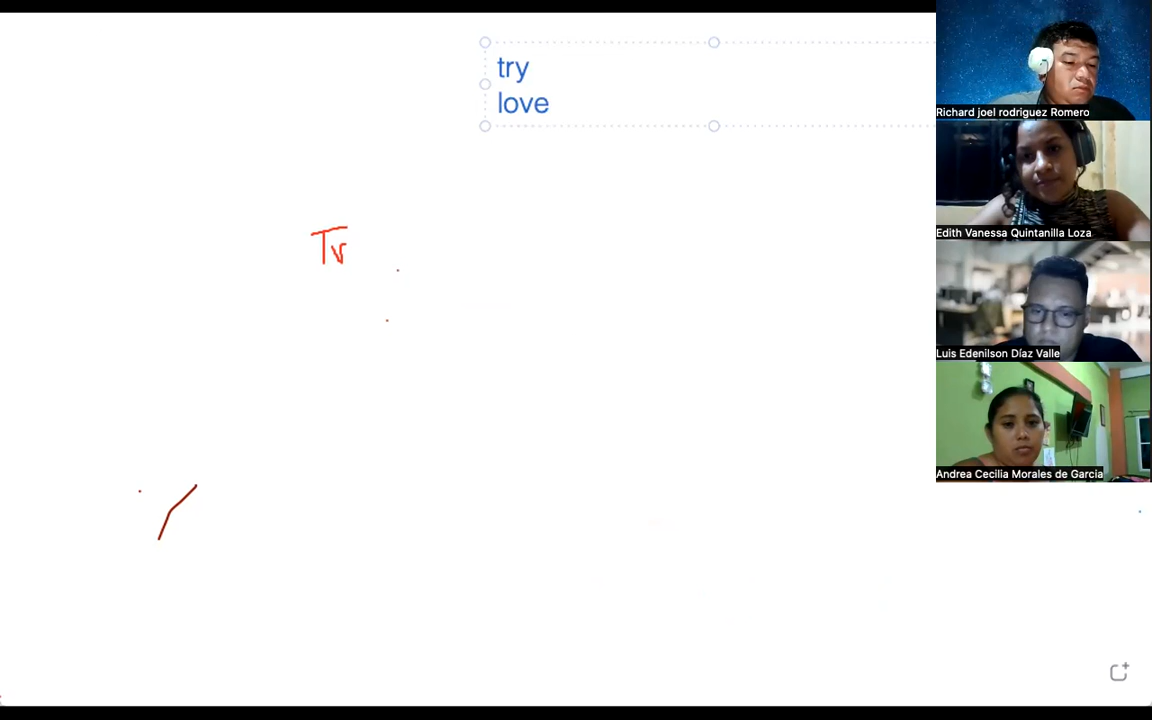 try
love
Tr
Richard joel rodriguez Romero
Edith Vanessa Quintanilla Loza
Luis Edenilson Díaz Valle
Andrea Cecilia Morales de Garcia